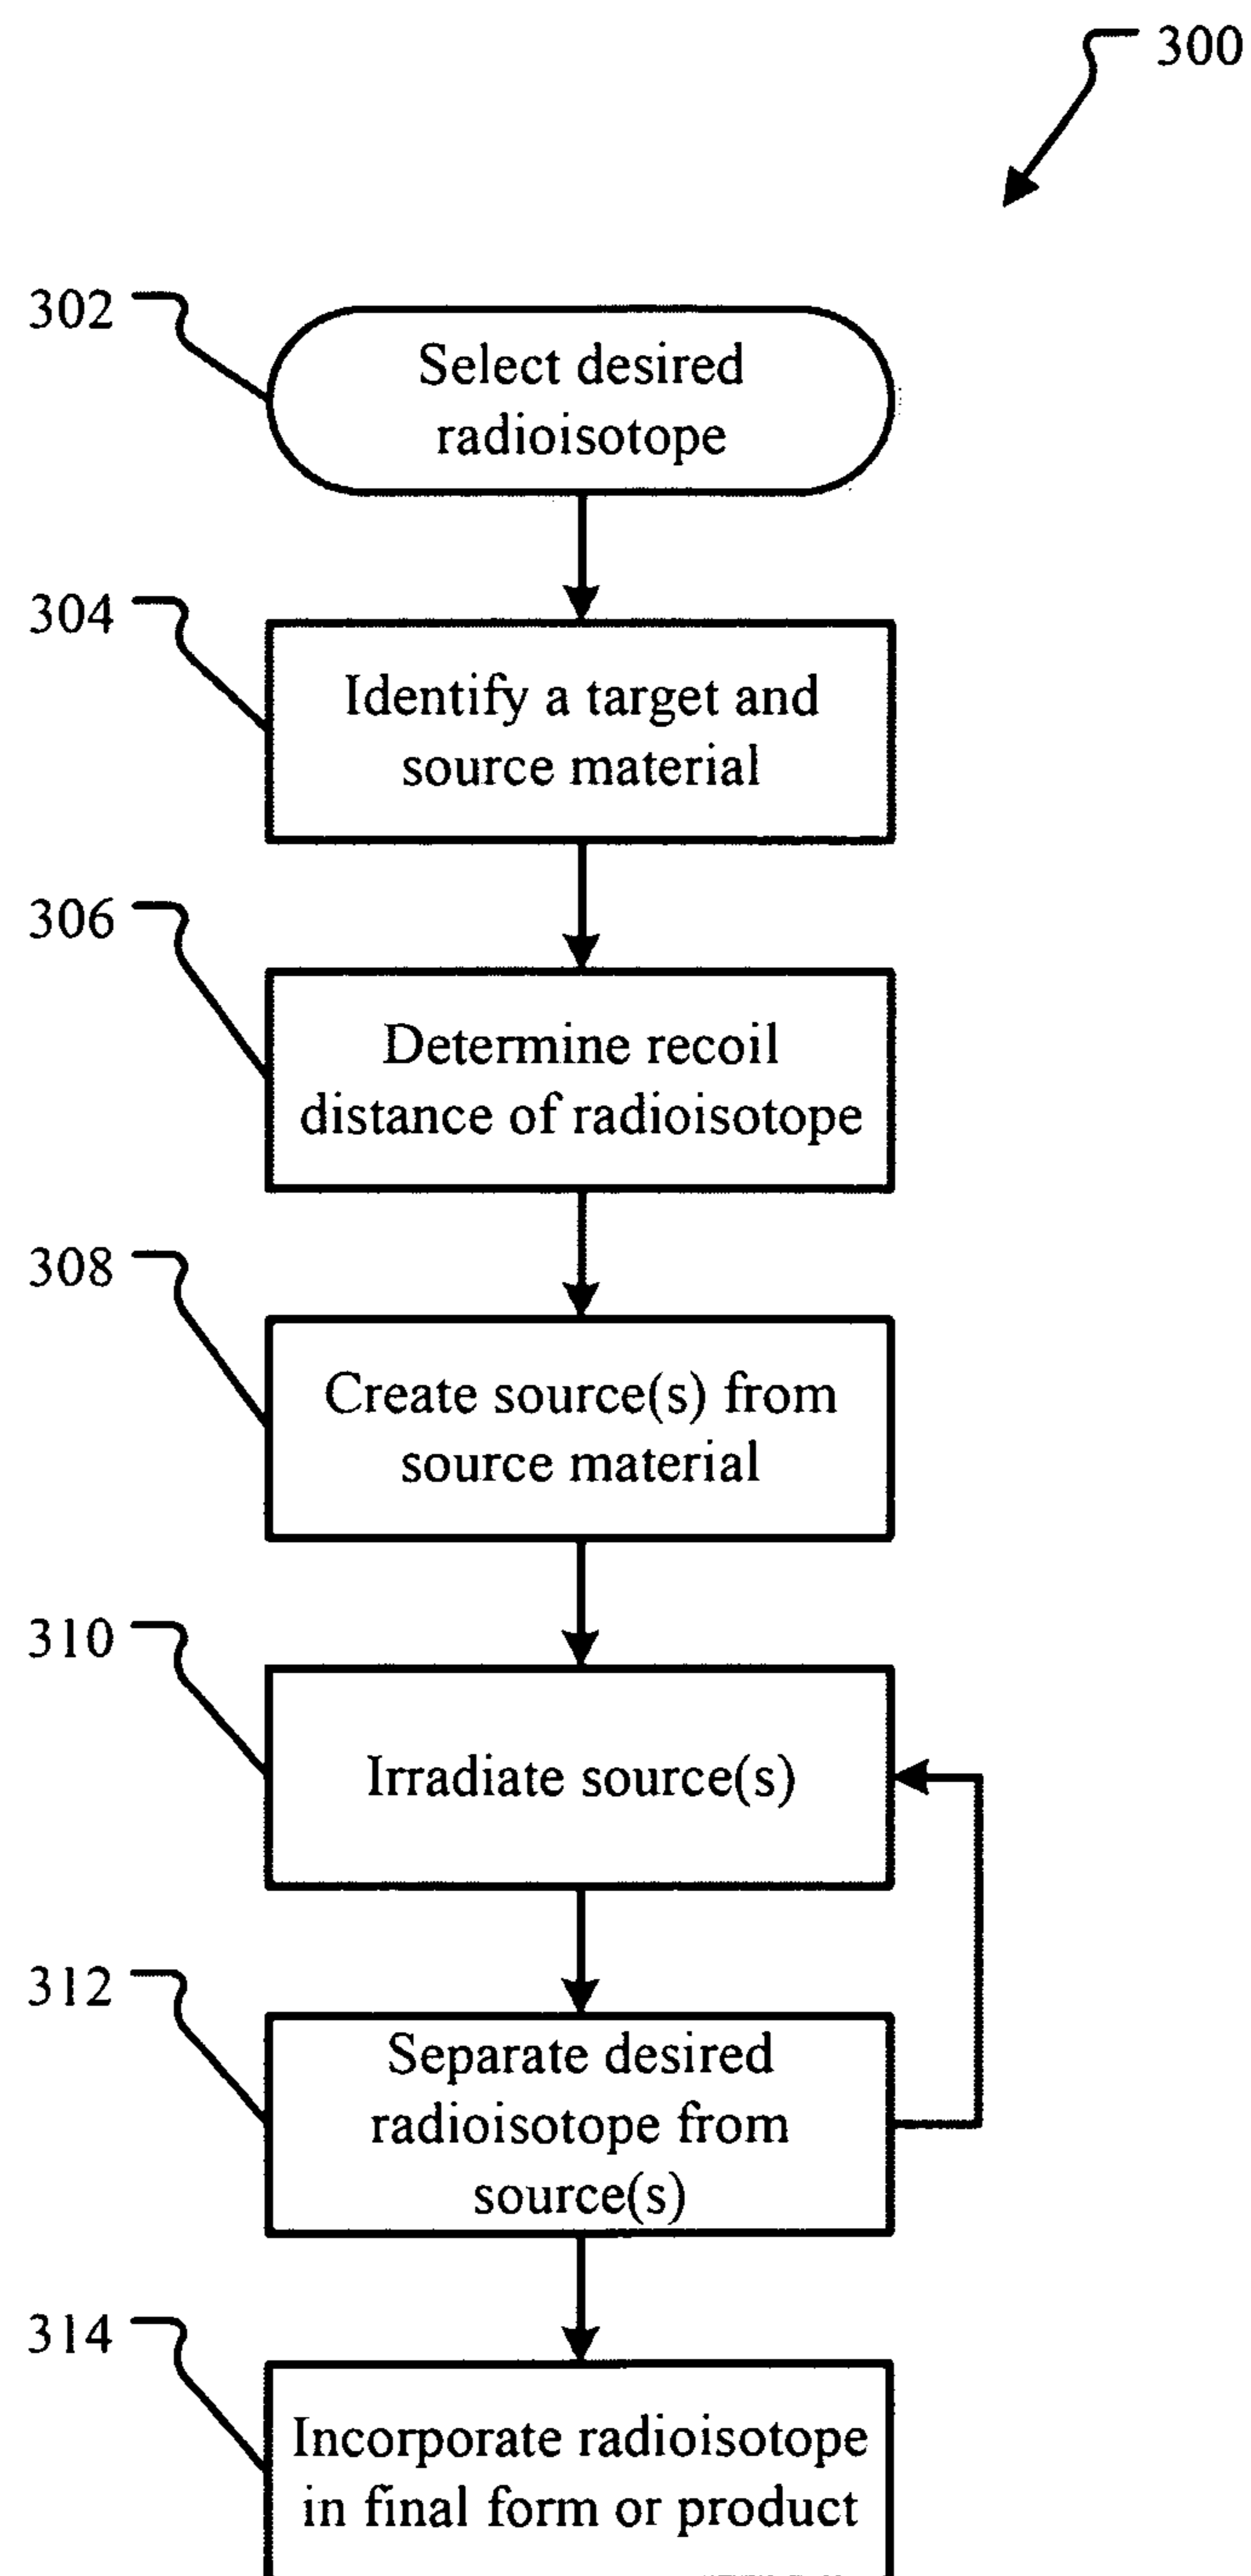 300
302
Select desired
radioisotope
304
Identify a target and
source material
306
Determine recoil
distance of radioisotope
308
Create source(s) from
source material
310
Irradiate source(s)
312
Separate desired
radioisotope from
source(s)
314
Incorporate radioisotope
in final form or product